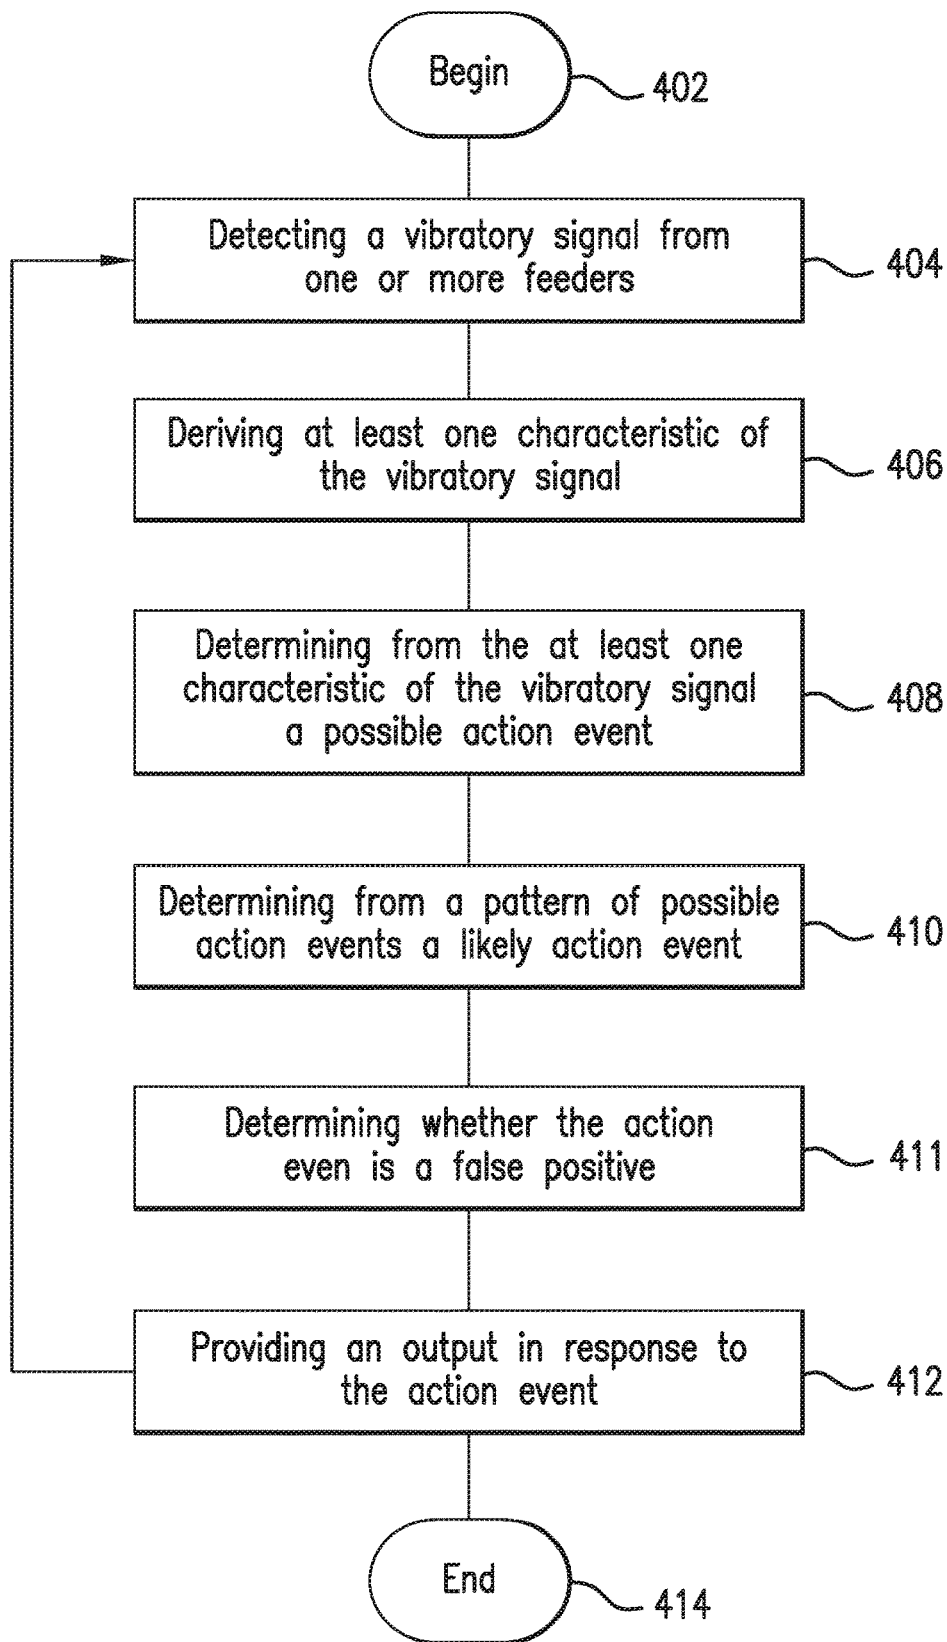 Begin
402
Detecting a vibratory signal from
one or more feeders
404
Deriving at least one characteristic of
the vibratory signal
406
Determining from the at least one
characteristic of the vibratory signal
a possible action event
408
Determining from a pattern of possible
action events a likely action event
410
Determining whether the action
even is a false positive
411
Providing an output in response to
the action event
412
End
414